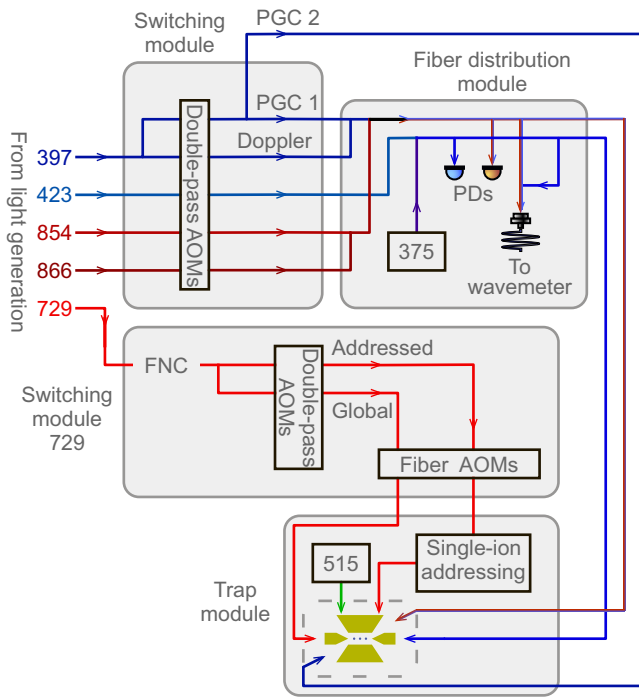 PGC 2
Switching
module
Fiber distribution
module
PGC 1
Doppler
Double-pass AOMs
From light generation
397
423
854
866
729
PDs
375
To
wavemeter
Switching
module
729
FNC
Addressed
Double-pass
AOMs
Global
Fiber AOMs
Trap
module
515
Single-ion
addressing